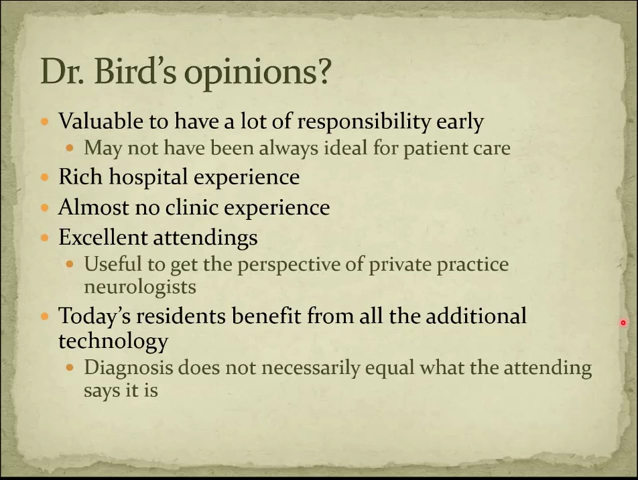 Dr. Bird's opinions?
Valuable to have a lot of responsibility early
May not have been always ideal for patient care
Rich hospital experience
Almost no clinic experience
Excellent attendings
Useful to get the perspective of private practice
neurologists
Today's residents benefit from all the additional
technology
Diagnosis does not necessarily equal what the attending
says it is